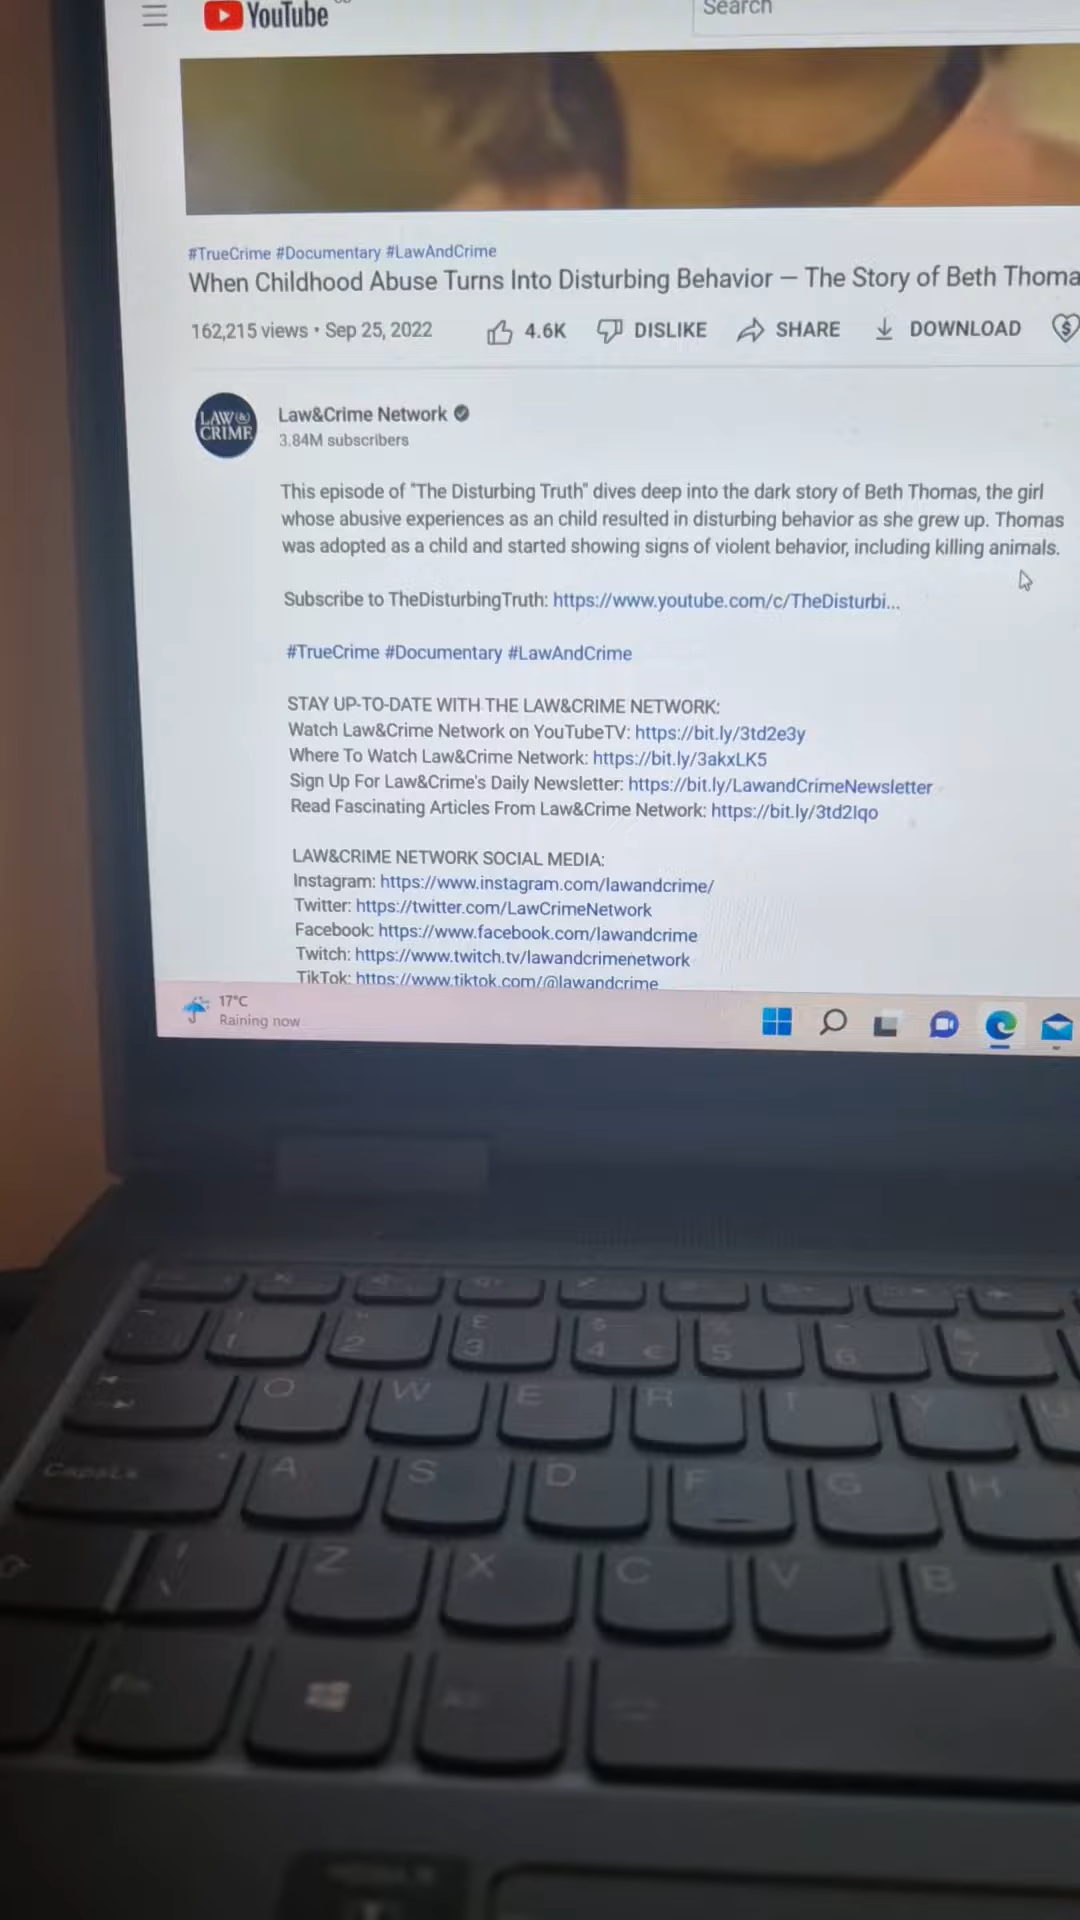 YouTube
Search
#TrueCrime #Documentary #LawAndCrime
When Childhood Abuse Turns Into Disturbing Behavior – The Story of Beth Thoma
162,215 views • Sep 25, 2022 4.6K DISLIKE SHARE DOWNLOAD
LAW&
CRIME
Law&Crime Network
3.84M subscribers
This episode of "The Disturbing Truth" dives deep into the dark story of Beth Thomas, the girl
whose abusive experiences as an child resulted in disturbing behavior as she grew up. Thomas
was adopted as a child and started showing signs of violent behavior, including killing animals.
Subscribe to TheDisturbingTruth: https://www.youtube.com/c/TheDisturbi...
#TrueCrime #Documentary #LawAndCrime
STAY UP-TO-DATE WITH THE LAW&CRIME NETWORK:
Watch Law&Crime Network on YouTubeTV: https://bit.ly/3td2e3y
Where To Watch Law&Crime Network: https://bit.ly/3akxLK5
Sign Up For Law&Crime's Daily Newsletter: https://bit.ly/LawandCrimeNewsletter
Read Fascinating Articles From Law&Crime Network: https://bit.ly/3td2Iqo
LAW&CRIME NETWORK SOCIAL MEDIA:
Instagram: https://www.instagram.com/lawandcrime/
Twitter: https://twitter.com/LawCrimeNetwork
Facebook: https://www.facebook.com/lawandcrime
Twitch: https://www.twitch.tv/lawandcrimenetwork
TikTok: https://www.tiktok.com/@lawandcrime
17°C
Raining now
1 2 £ 3 $ 4 € % 5 6 & 7
Q W E R T Y U
CapsLk A S D F G H
Z X C V B